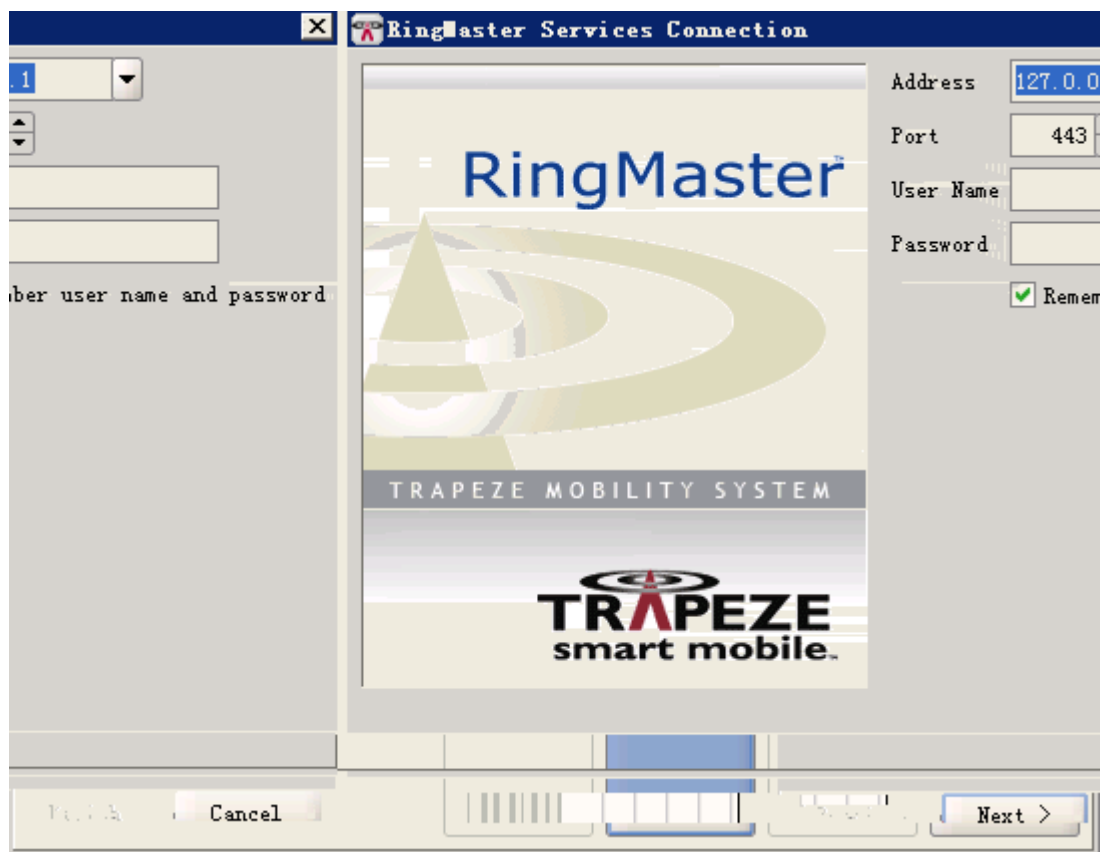 RingMaster Services Connection
.1
Address 127.0.0
RingMaster
Port 443
User Name
Password
ber user name and password
Remem
TRAPEZE MOBILITY SYSTEM
TRAPEZE
smart mobile
Cancel
Next >